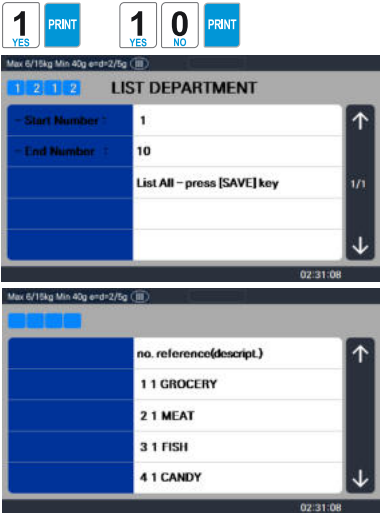 1 PRINT 1 0 PRINT
YES YES NO
Max 6/15kg Min 40g e=d=2/5g (III)
1 2 1 2 LIST DEPARTMENT
- Start Number : 1
- End Number : 10
List All - press [SAVE] key
1/1
02:31:08
Max 6/15kg Min 40g e=d=2/5g (III)
no. reference(descript.)
1 1 GROCERY
2 1 MEAT
3 1 FISH
4 1 CANDY
02:31:08